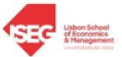 ISEG
Lisbon School
of Economics
& Management
Universidade de Lisboa